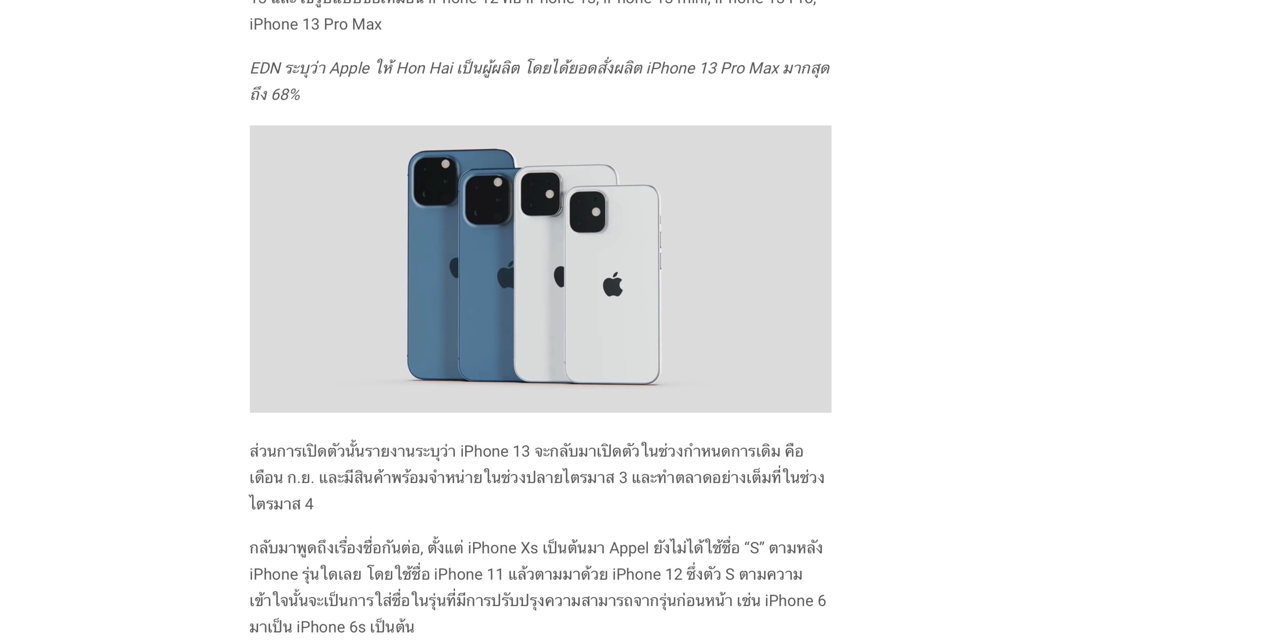 iPhone 13 Pro Max
EDN ระบุว่า Apple ให้ Hon Hai เป็นผู้ผลิต โดยได้ยอดสั่งผลิต iPhone 13 Pro Max มากสุด
ถึง 68%
ส่วนการเปิดตัวนั้นรายงานระบุว่า iPhone 13 จะกลับมาเปิดตัวในช่วงกำหนดการเดิม คือ
เดือน ก.ย. และมีสินค้าพร้อมจำหน่ายในช่วงปลายไตรมาส 3 และทำตลาดอย่างเต็มที่ในช่วง
ไตรมาส 4
กลับมาพูดถึงเรื่องชื่อกันต่อ, ตั้งแต่ iPhone Xs เป็นต้นมา Appel ยังไม่ได้ใช้ชื่อ “S” ตามหลัง
iPhone รุ่นใดเลย โดยใช้ชื่อ iPhone 11 แล้วตามมาด้วย iPhone 12 ซึ่งตัว S ตามความ
เข้าใจนั้นจะเป็นการใส่ชื่อในรุ่นที่มีการปรับปรุงความสามารถจากรุ่นก่อนหน้า เช่น iPhone 6
มาเป็น iPhone 6s เป็นต้น